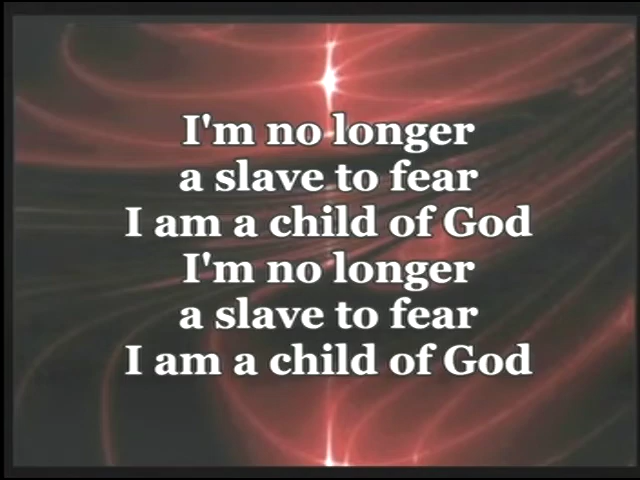 I'm no longer
a slave to fear
I am a child of God
I'm no longer
a slave to fear
I am a child of God